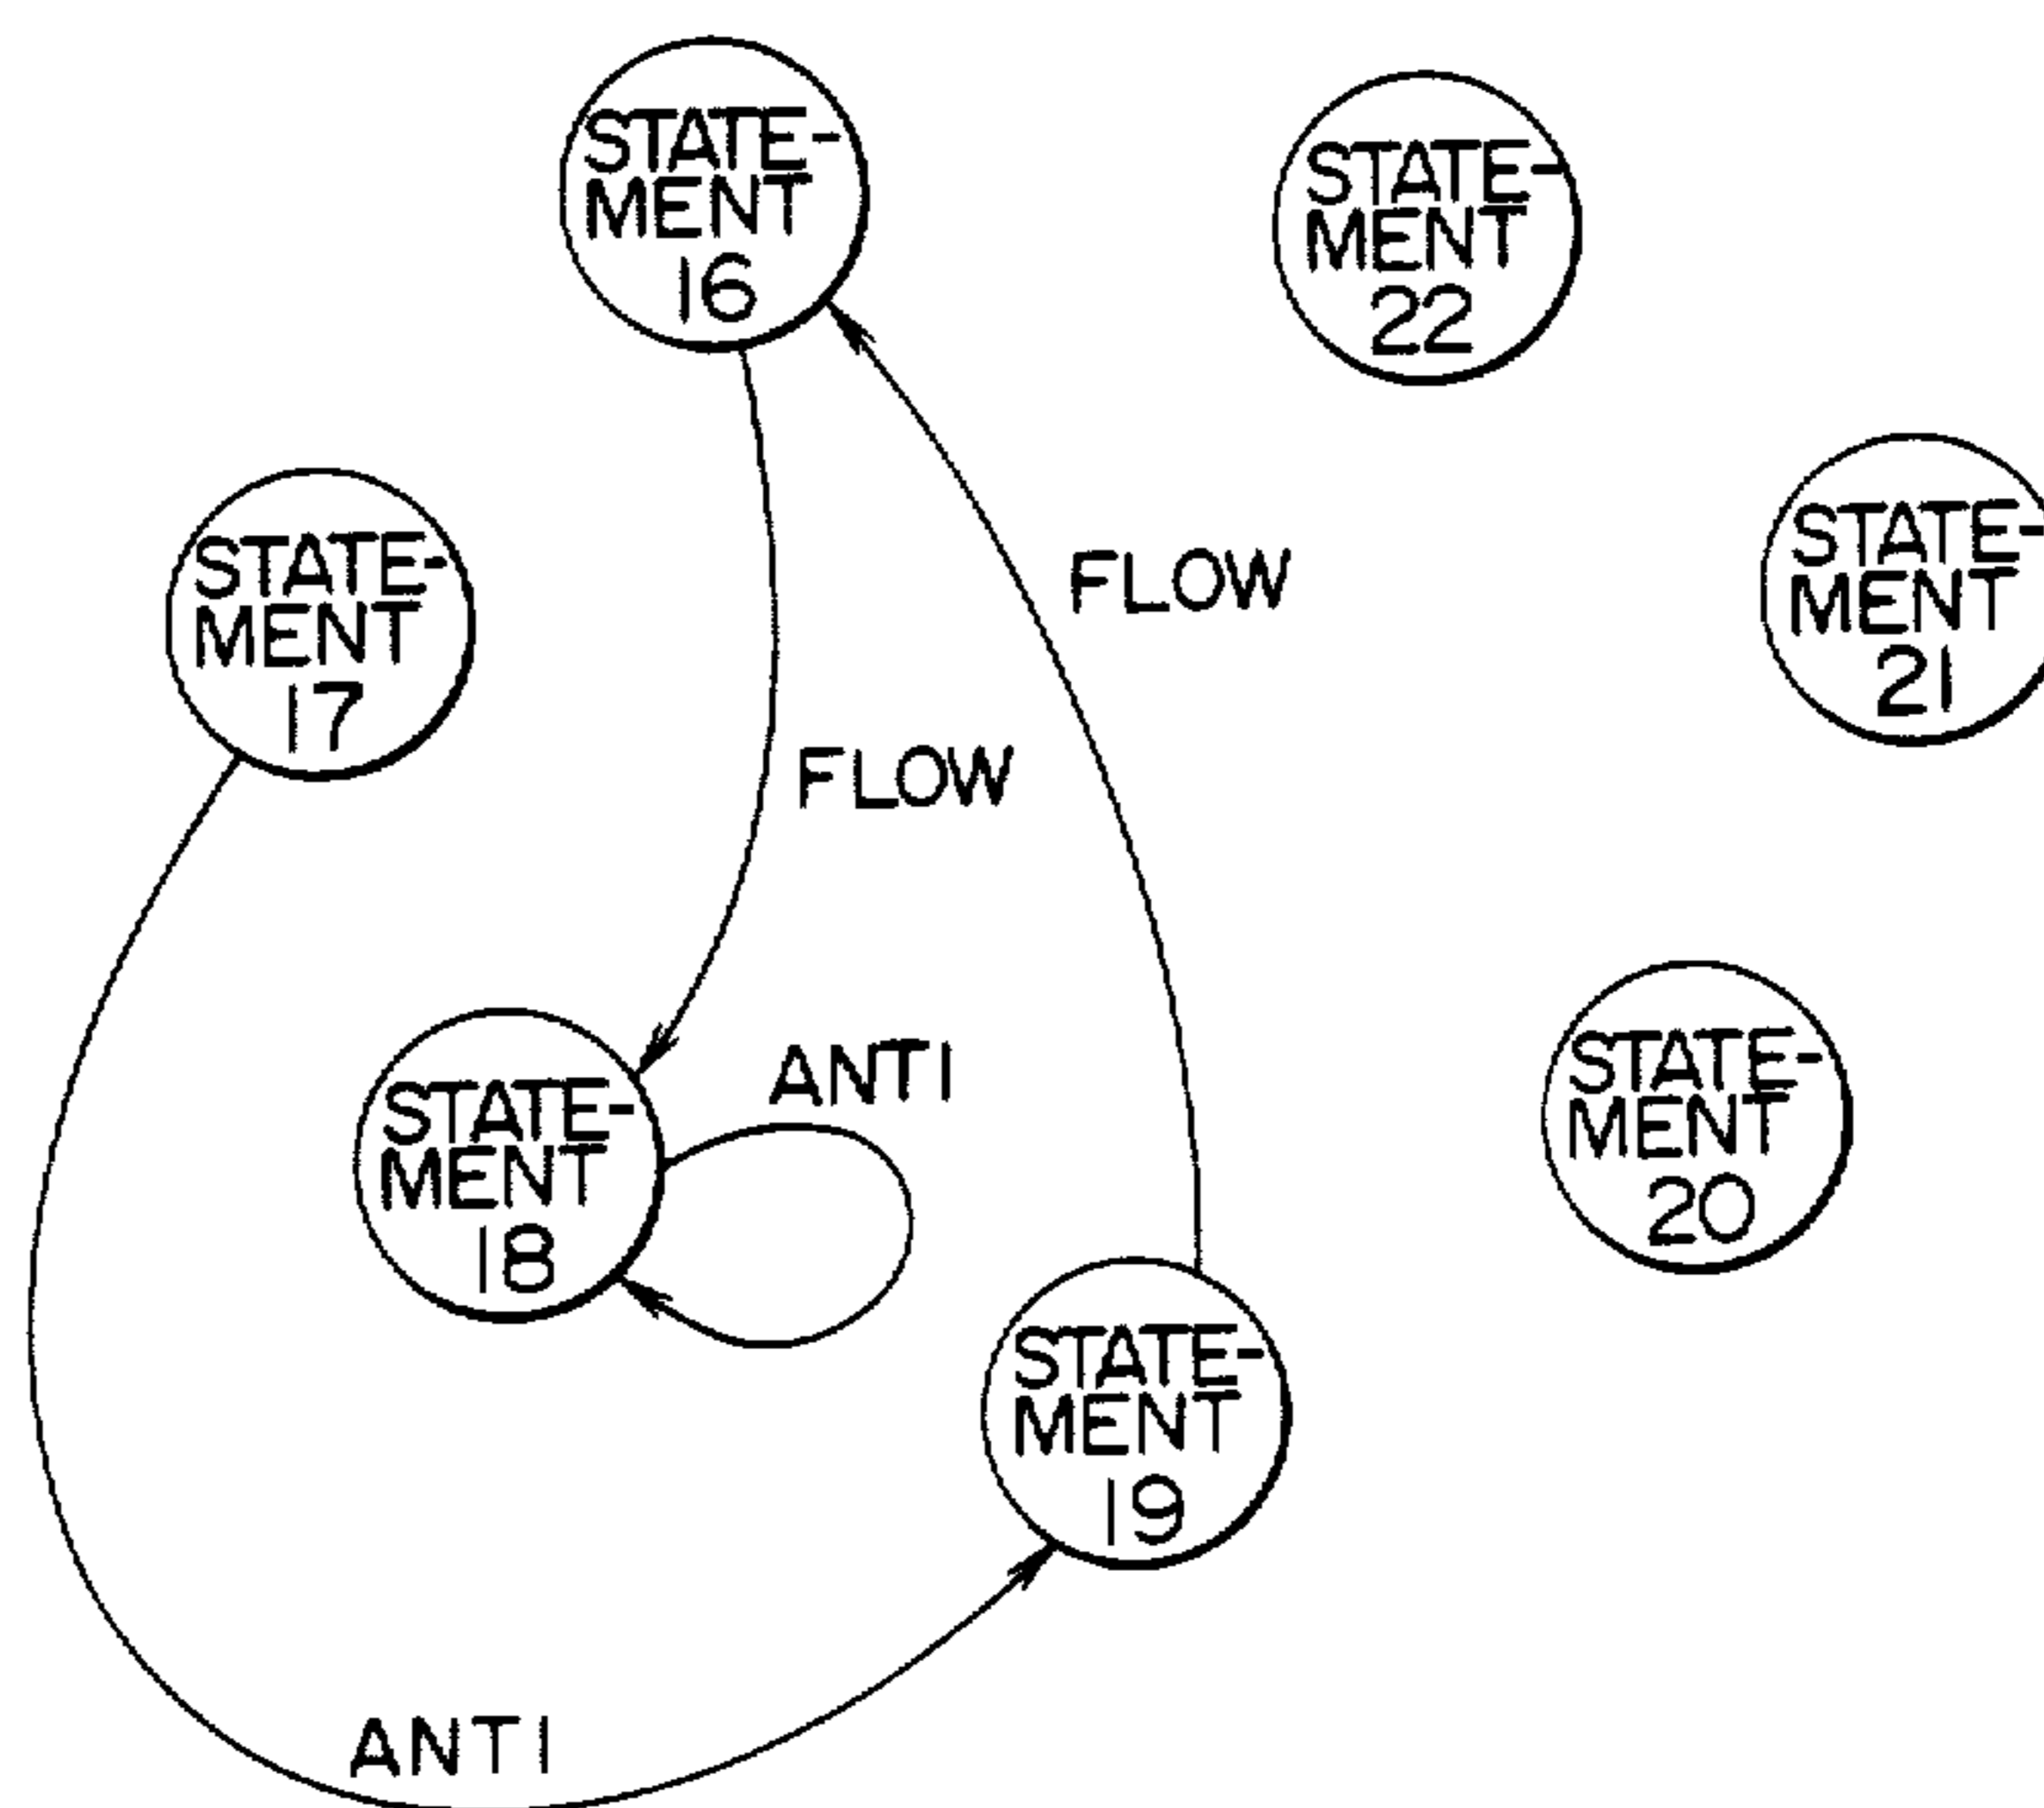 STATE-
MENT
16
STATE-
MENT
22
STATE-
MENT
17
STATE-
MENT
21
FLOW
FLOW
STATE-
MENT
18
ANTI
STATE-
MENT
20
STATE-
MENT
19
ANTI